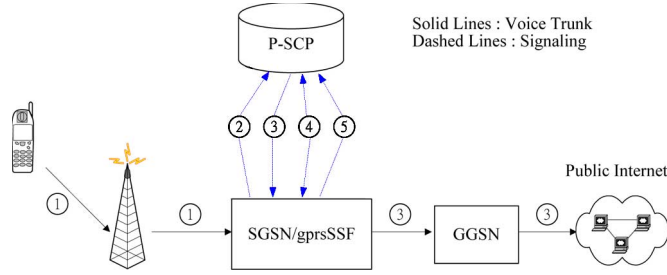 P-SCP
Solid Lines : Voice Trunk
Dashed Lines : Signaling
2 3 4 5
Public Internet
1
1
SGSN/gprsSSF
3
GGSN
3